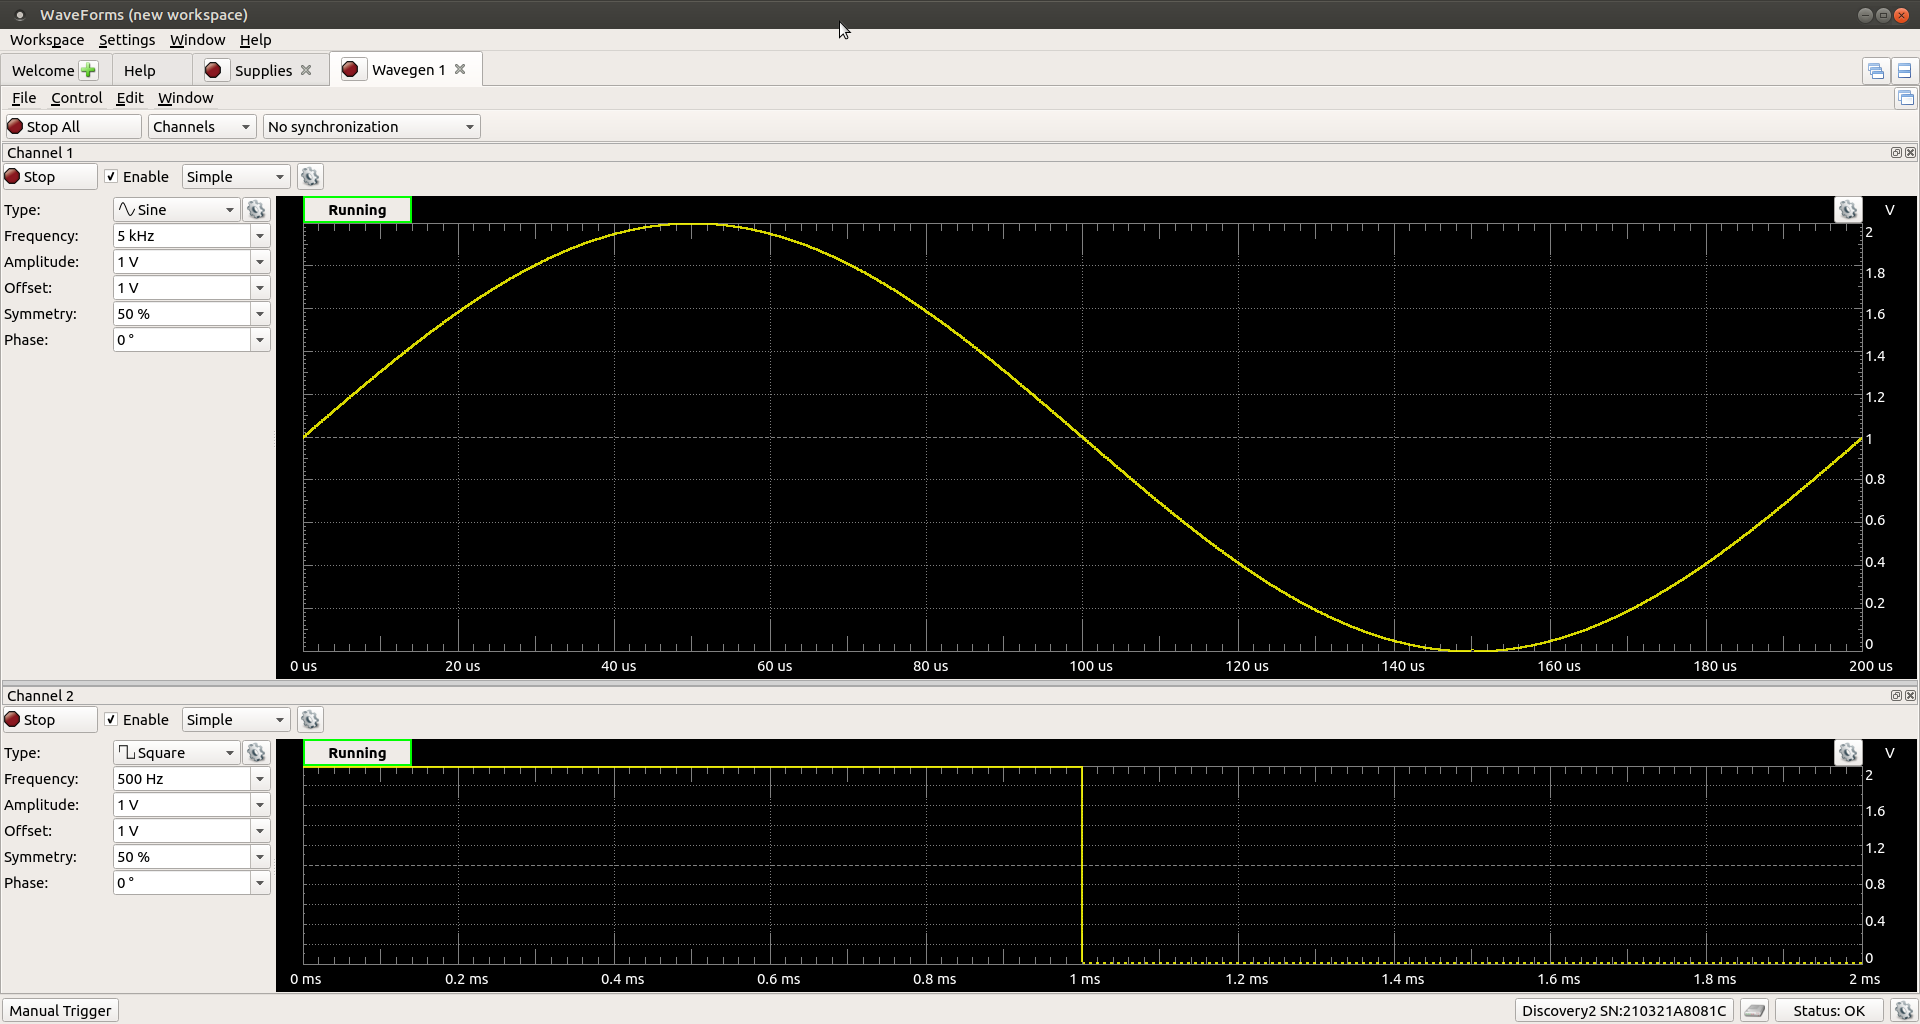 WaveForms (new workspace)
Workspace Settings Window Help
Welcome Help Supplies Wavegen 1
File Control Edit Window
Stop All Channels No synchronization
Channel 1
Stop Enable Simple
Type: Sine
Frequency: 5 kHz
Amplitude: 1 V
Offset: 1 V
Symmetry: 50 %
Phase: 0 °
Running V
2
1.8
1.6
1.4
1.2
1
0.8
0.6
0.4
0.2
0
0 us 20 us 40 us 60 us 80 us 100 us 120 us 140 us 160 us 180 us 200 us
Channel 2
Stop Enable Simple
Type: Square
Frequency: 500 Hz
Amplitude: 1 V
Offset: 1 V
Symmetry: 50 %
Phase: 0 °
Running V
2
1.6
1.2
0.8
0.4
0
0 ms 0.2 ms 0.4 ms 0.6 ms 0.8 ms 1 ms 1.2 ms 1.4 ms 1.6 ms 1.8 ms 2 ms
Manual Trigger Discovery2 SN:210321A8081C Status: OK